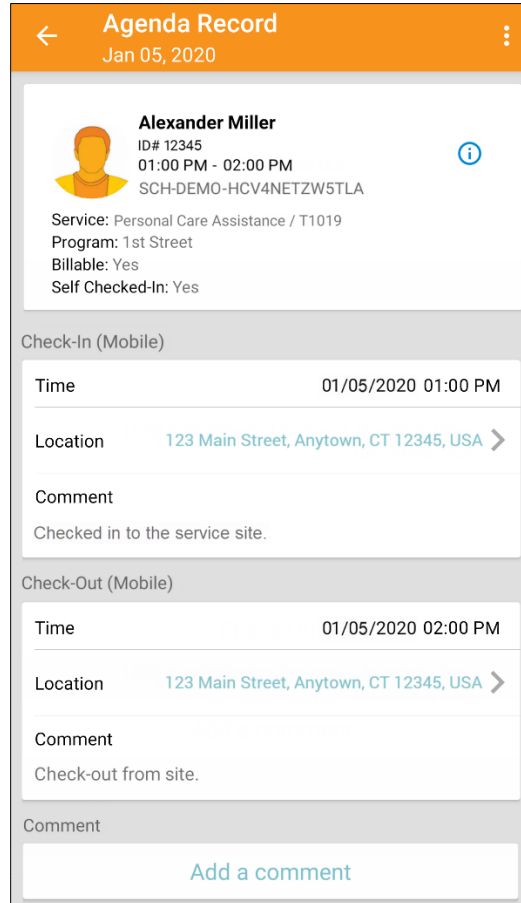 Agenda Record
Jan 05, 2020
Alexander Miller
ID# 12345
01:00 PM - 02:00 PM
SCH-DEMO-HCV4NETZW5TLA
Service: Personal Care Assistance / T1019
Program: 1st Street
Billable: Yes
Self Checked-In: Yes
Check-In (Mobile)
Time 01/05/2020 01:00 PM
Location 123 Main Street, Anytown, CT 12345, USA
Comment
Checked in to the service site.
Check-Out (Mobile)
Time 01/05/2020 02:00 PM
Location 123 Main Street, Anytown, CT 12345, USA
Comment
Check-out from site.
Comment
Add a comment